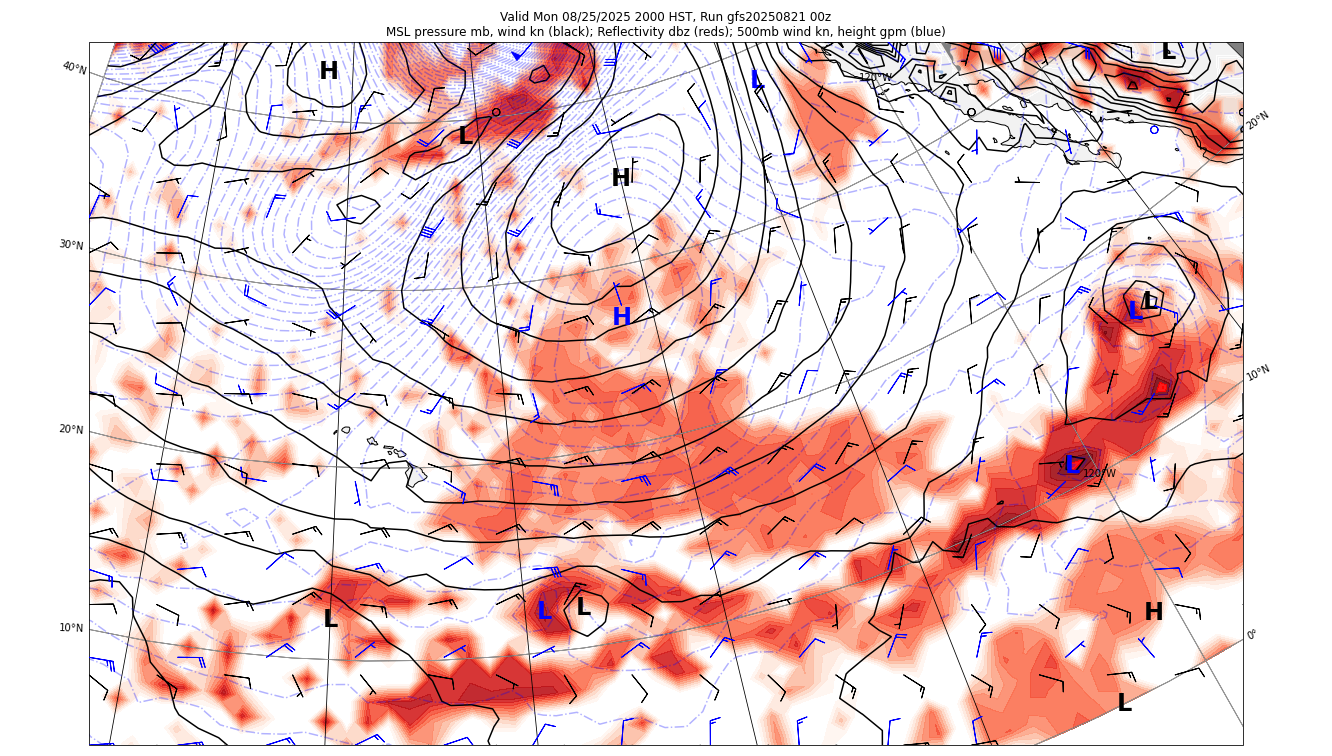 Valid Mon 08/25/2025 2000 HST, Run gfs20250821 00z
MSL pressure mb, wind kn (black); Reflectivity dbz (reds); 500mb wind kn, height gpm (blue)
L
40°N
H
L
120°W
20°N
L
H
30°N
L
L
H
10°N
20°N
L
120°W
L
L
H
L
10°N
0°
L